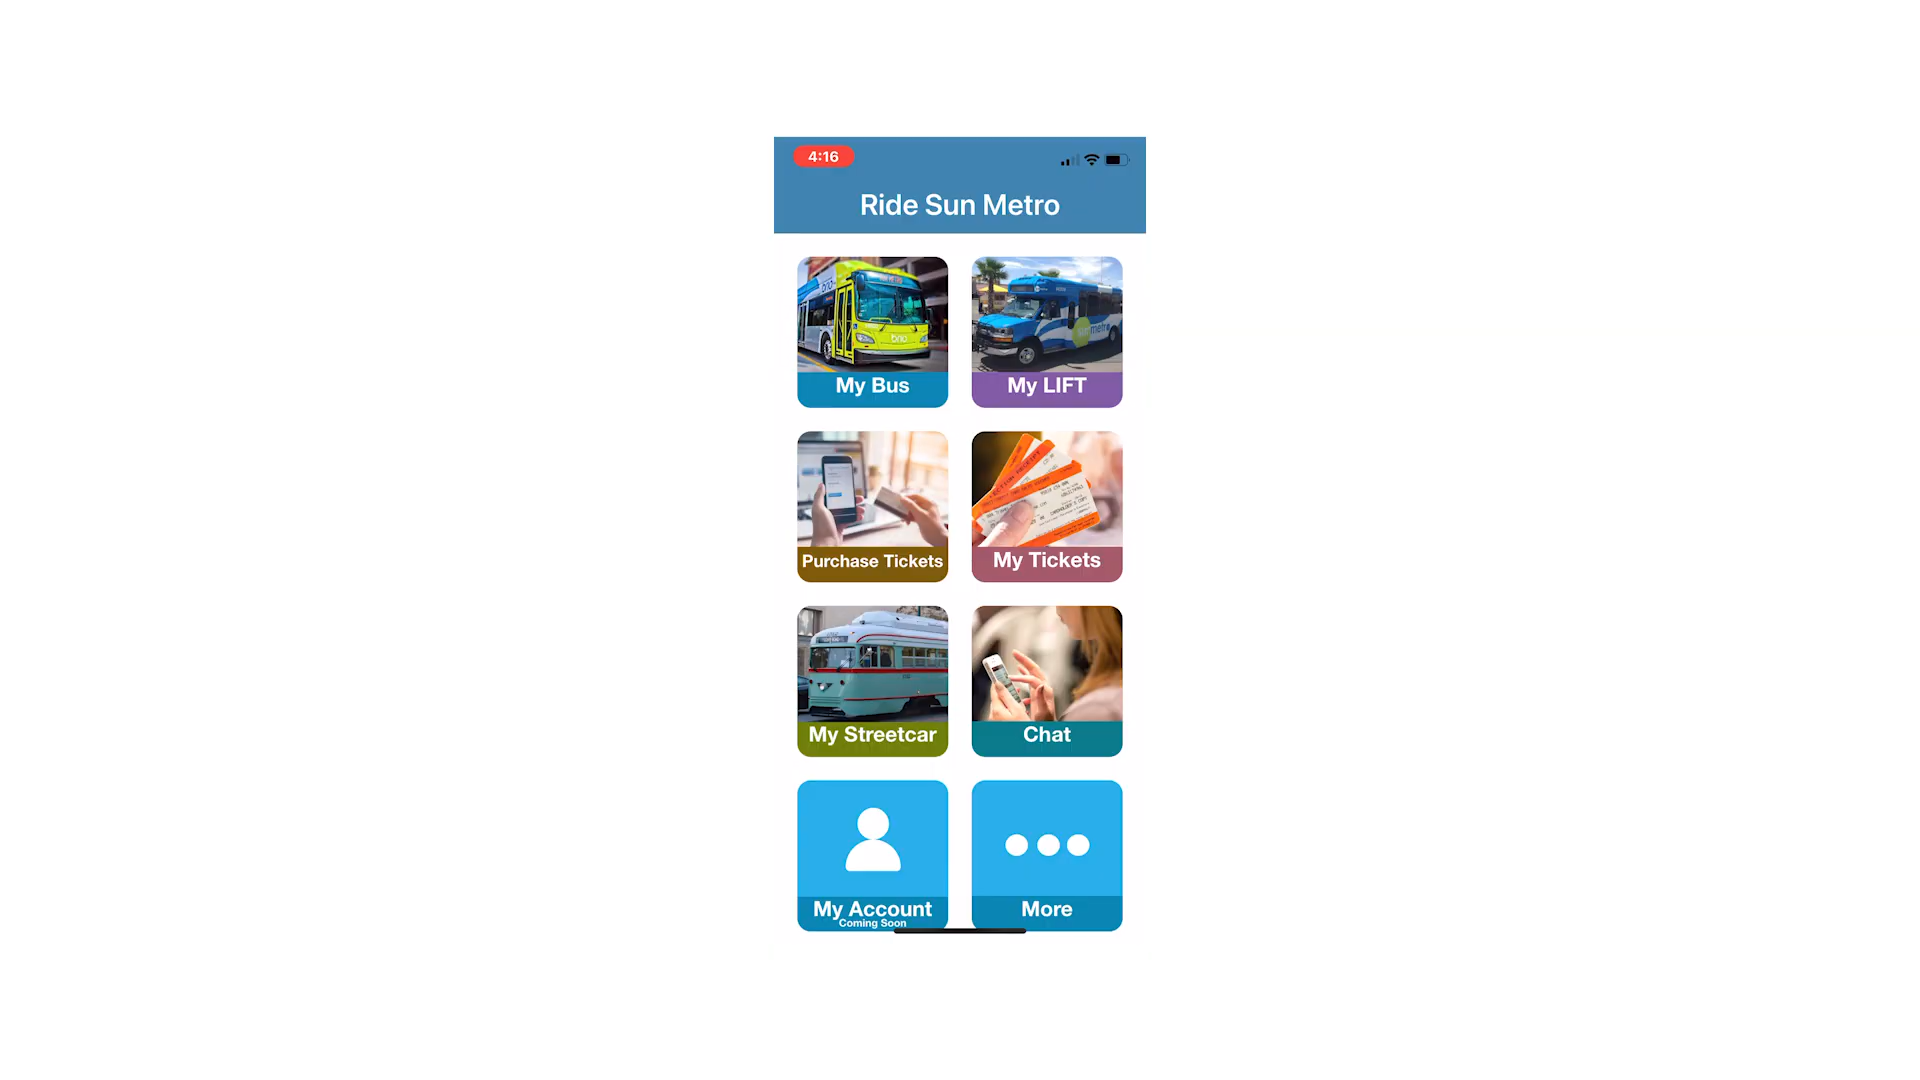 4:16
Ride Sun Metro
My Bus
My LIFT
Purchase Tickets
My Tickets
My Streetcar
Chat
My Account
Coming Soon
More